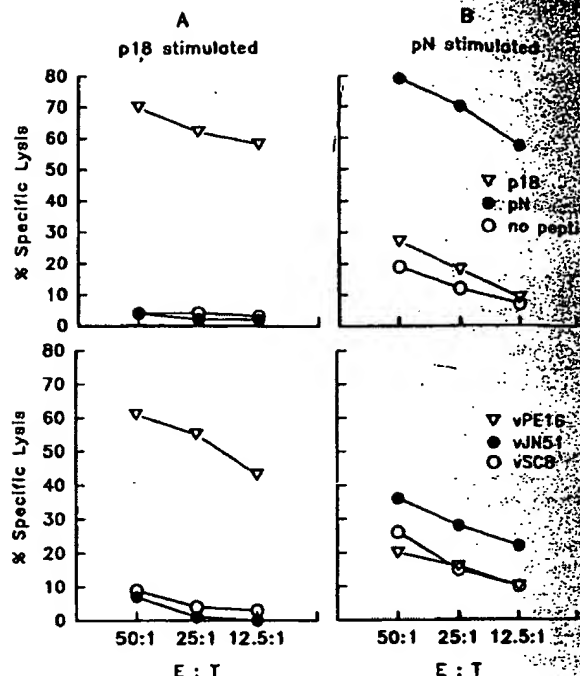 A
B
p18 stimulated
pN stimulated
80
70
60
50
40
30
20
10
0
% Specific Lysis
p18
pN
no pepti
80
70
60
50
40
30
20
10
0
% Specific Lysis
vPE16
vJN51
vSC8
50:1 25:1 12.5:1
50:1 25:1 12.5:1
E : T
E : T